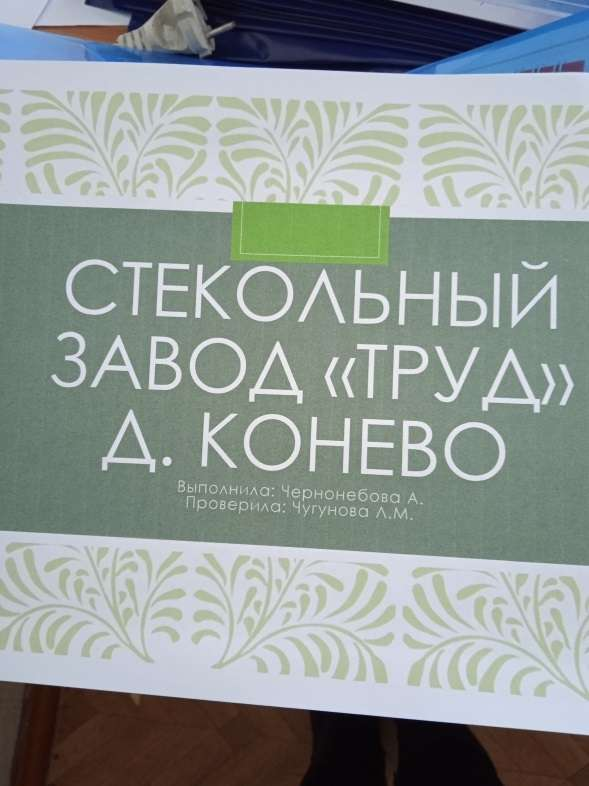 СТЕКОЛЬНЫЙ
ЗАВОД «ТРУД»
Д. КОНЕВО
Выполнила: Чернонебова А.
Проверила: Чугунова Л.М.